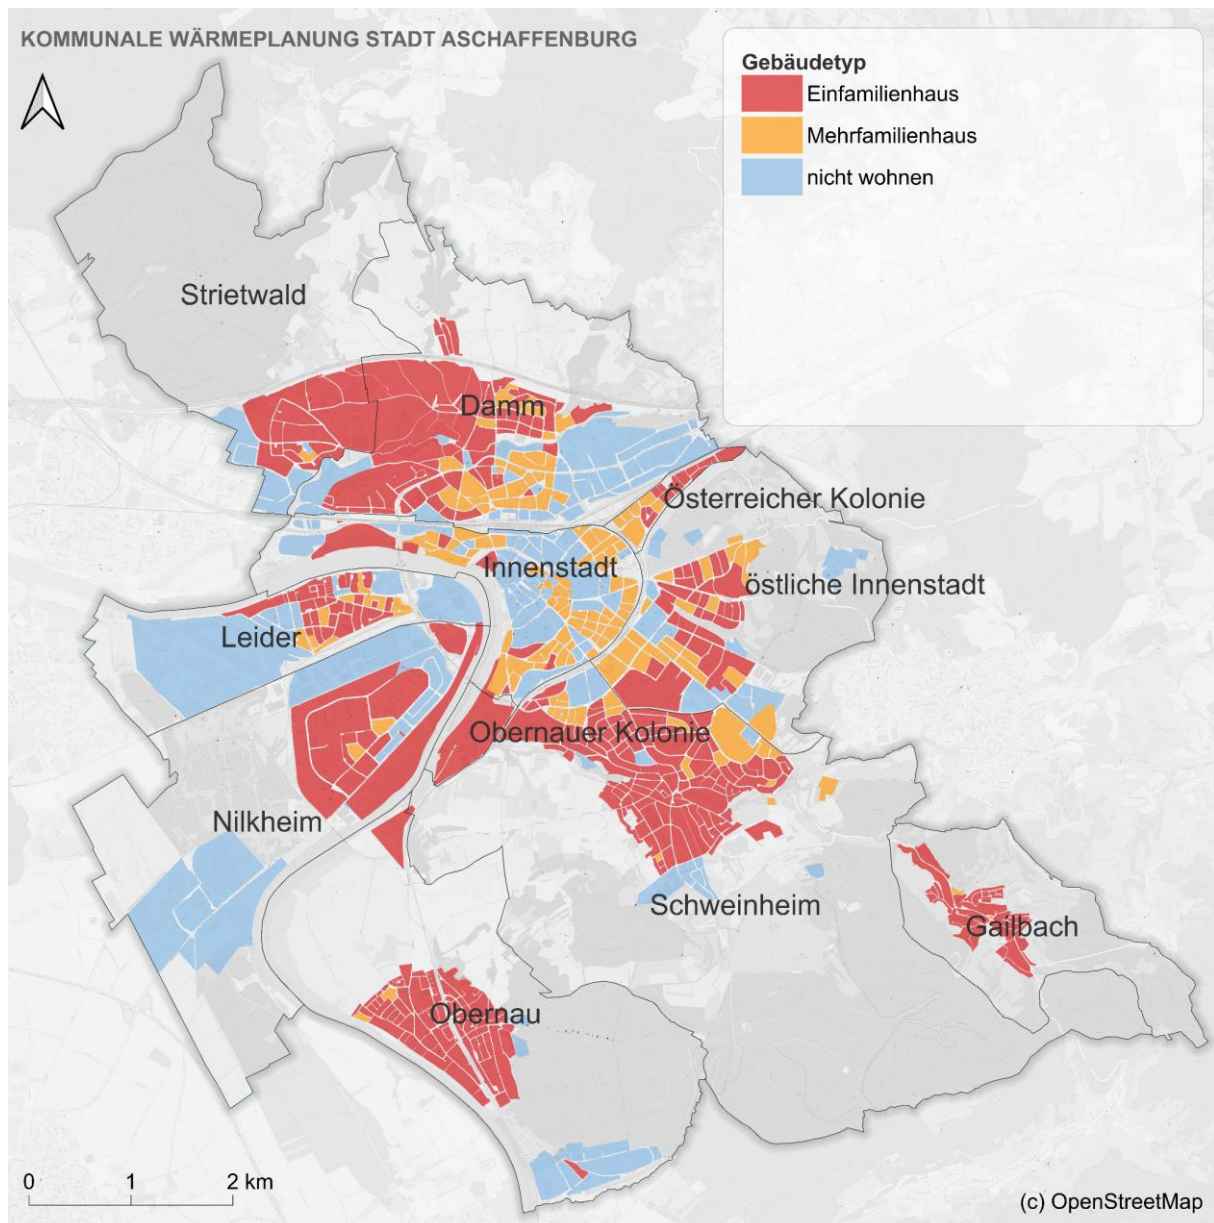 KOMMUNALE WÄRMEPLANUNG STADT ASCHAFFENBURG
Gebäudetyp
Einfamilienhaus
Mehrfamilienhaus
nicht wohnen
Strietwald
Damm
Österreicher Kolonie
Innenstadt
östliche Innenstadt
Leider
Obernauer Kolonie
Nilkheim
Schweinheim
Gailbach
Obernau
0 1 2 km
(c) OpenStreetMap